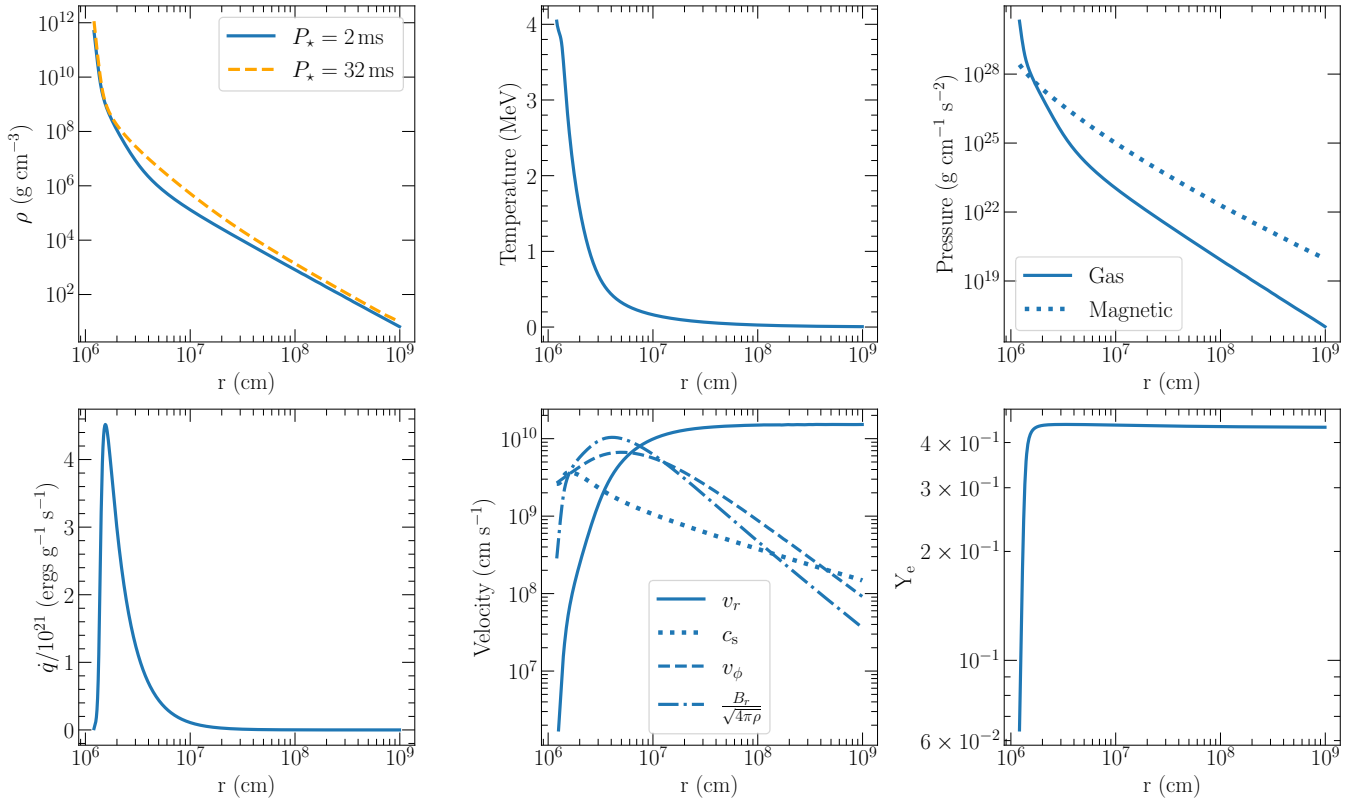 10¹²
10¹⁰
10⁸
10⁶
10⁴
10²
ρ (g cm⁻³)
P⋆ = 2 ms
P⋆ = 32 ms
10⁶ 10⁷ 10⁸ 10⁹
r (cm)
4
3
2
1
0
Temperature (MeV)
10⁶ 10⁷ 10⁸ 10⁹
r (cm)
10²⁸
10²⁵
10²²
10¹⁹
Pressure (g cm⁻¹ s⁻²)
Gas
Magnetic
10⁶ 10⁷ 10⁸ 10⁹
r (cm)
4
3
2
1
0
q̇/10²¹ (ergs g⁻¹ s⁻¹)
10⁶ 10⁷ 10⁸ 10⁹
r (cm)
10¹⁰
10⁹
10⁸
10⁷
Velocity (cm s⁻¹)
v_r
c_s
v_ϕ
B_r/√(4πρ)
10⁶ 10⁷ 10⁸ 10⁹
r (cm)
4 × 10⁻¹
3 × 10⁻¹
2 × 10⁻¹
10⁻¹
6 × 10⁻²
Y_e
10⁶ 10⁷ 10⁸ 10⁹
r (cm)